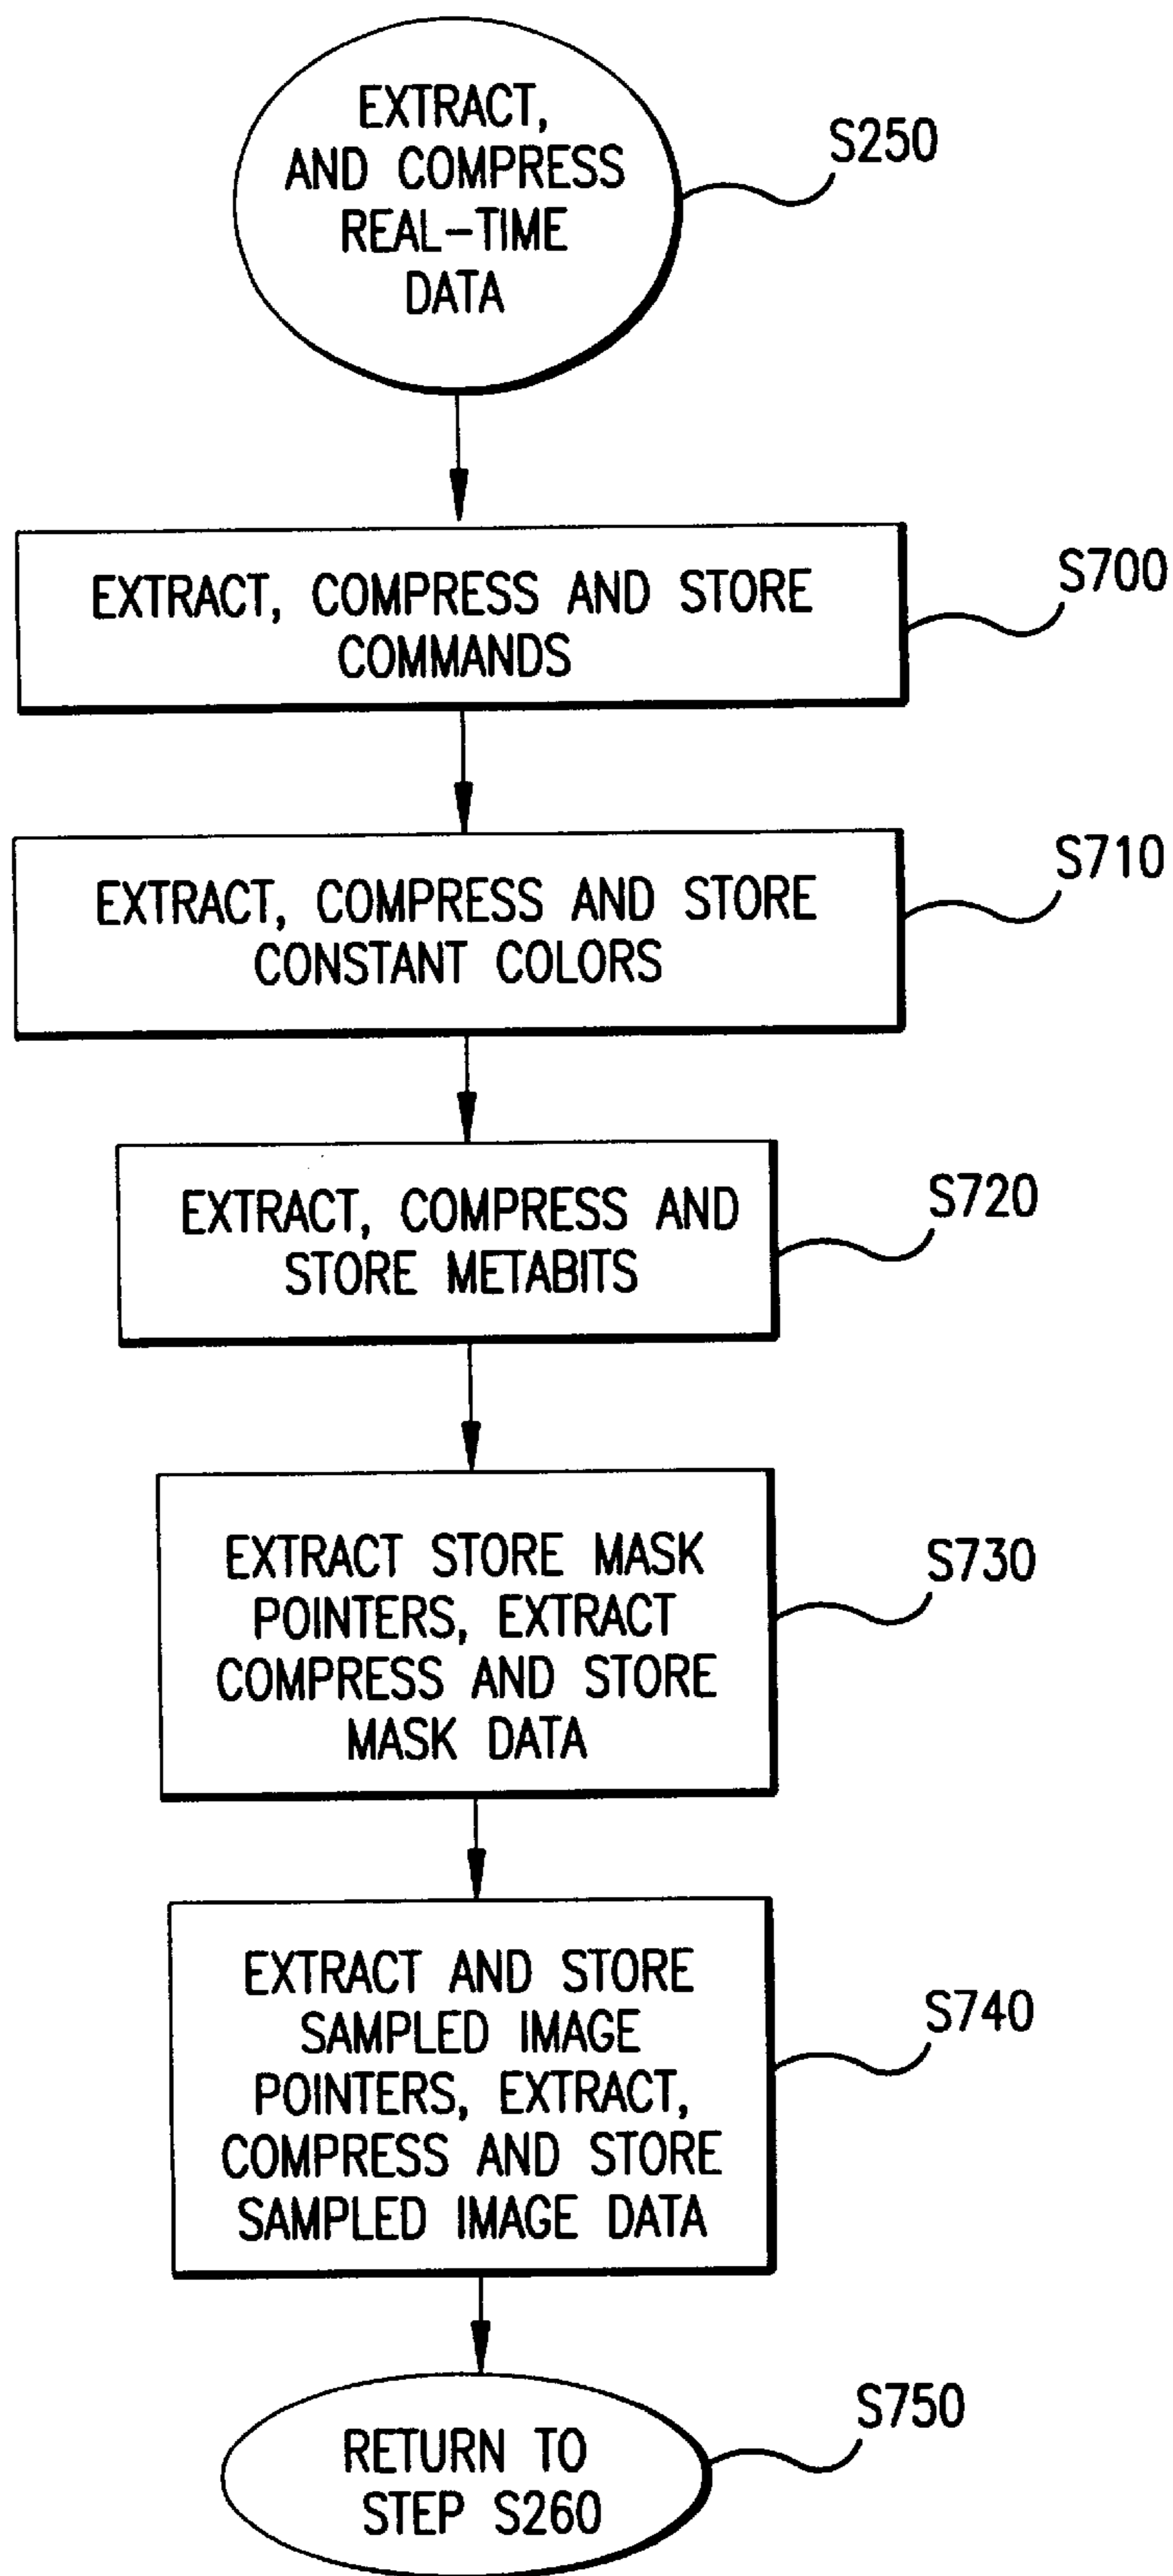 EXTRACT,
AND COMPRESS
REAL-TIME
DATA
S250
EXTRACT, COMPRESS AND STORE
COMMANDS
S700
EXTRACT, COMPRESS AND STORE
CONSTANT COLORS
S710
EXTRACT, COMPRESS AND
STORE METABITS
S720
EXTRACT STORE MASK
POINTERS, EXTRACT
COMPRESS AND STORE
MASK DATA
S730
EXTRACT AND STORE
SAMPLED IMAGE
POINTERS, EXTRACT,
COMPRESS AND STORE
SAMPLED IMAGE DATA
S740
RETURN TO
STEP S260
S750